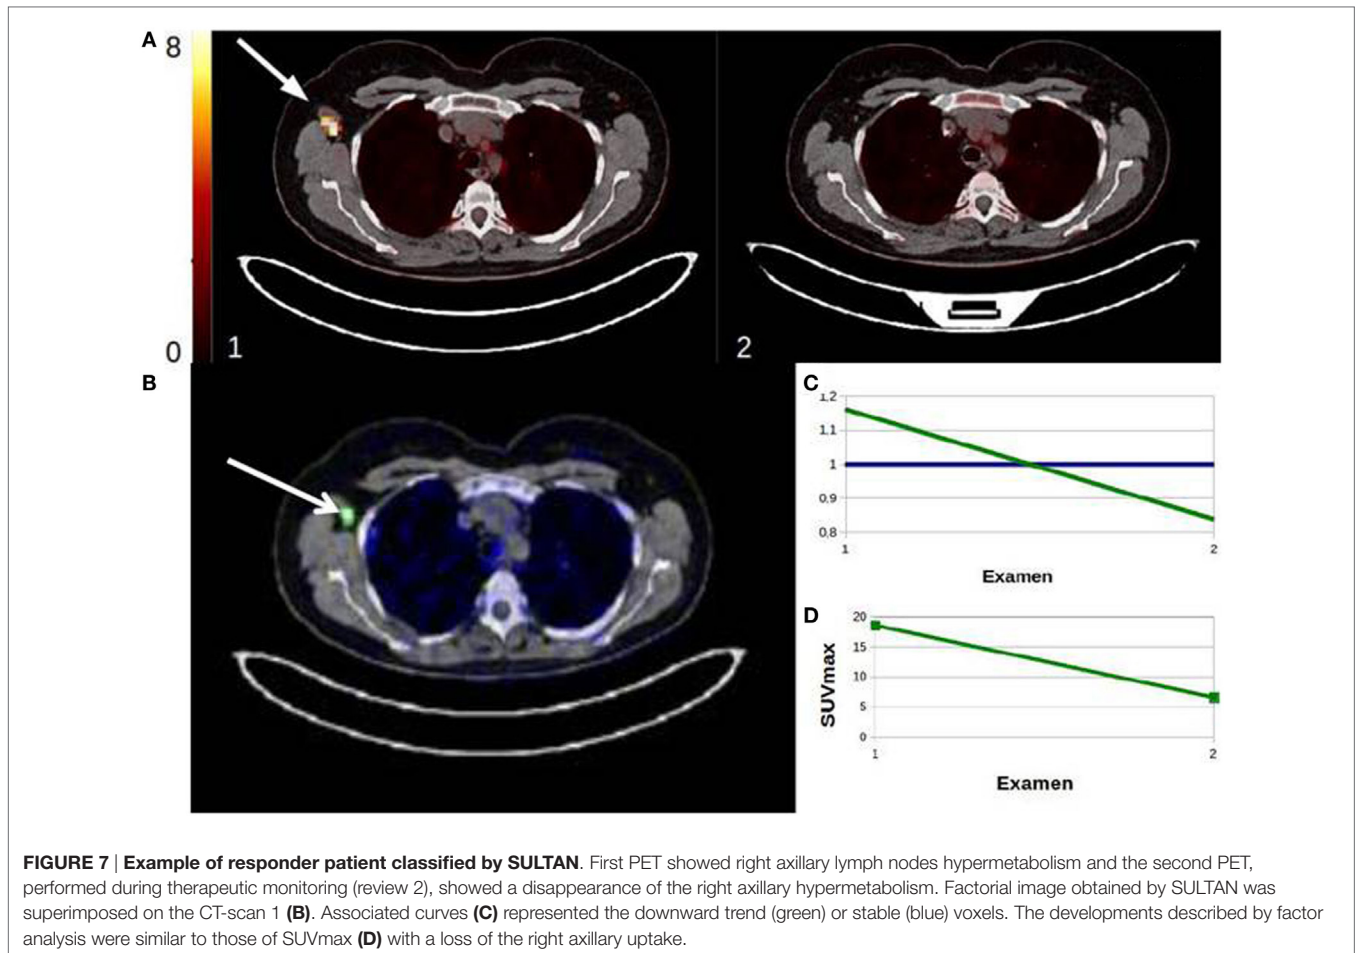 A
8
0
1
2
B
C
1,2
1.1
1
0.9
0.8
1
2
Examen
D
20
15
10
5
0
SUVmax
1
2
Examen
FIGURE 7 | Example of responder patient classified by SULTAN. First PET showed right axillary lymph nodes hypermetabolism and the second PET,
performed during therapeutic monitoring (review 2), showed a disappearance of the right axillary hypermetabolism. Factorial image obtained by SULTAN was
superimposed on the CT-scan 1 (B). Associated curves (C) represented the downward trend (green) or stable (blue) voxels. The developments described by factor
analysis were similar to those of SUVmax (D) with a loss of the right axillary uptake.